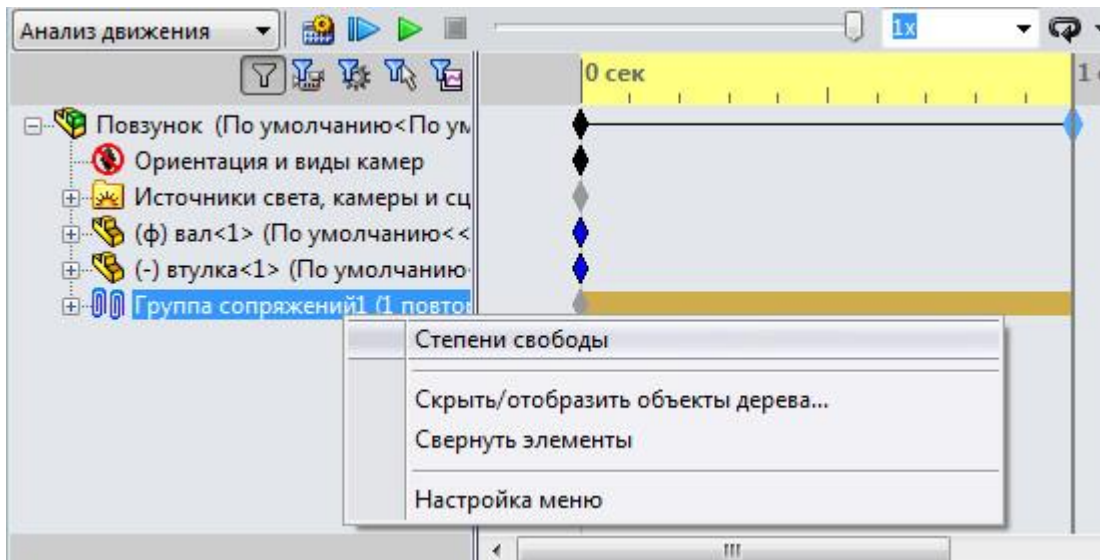 Анализ движения 1x
0 сек 1
Повзунок (По умолчанию<По ум
Ориентация и виды камер
Источники света, камеры и сц
(ф) вал<1> (По умолчанию<<
(-) втулка<1> (По умолчанию
Группа сопряжений1 (1 повто
Степени свободы
Скрыть/отобразить объекты дерева...
Свернуть элементы
Настройка меню